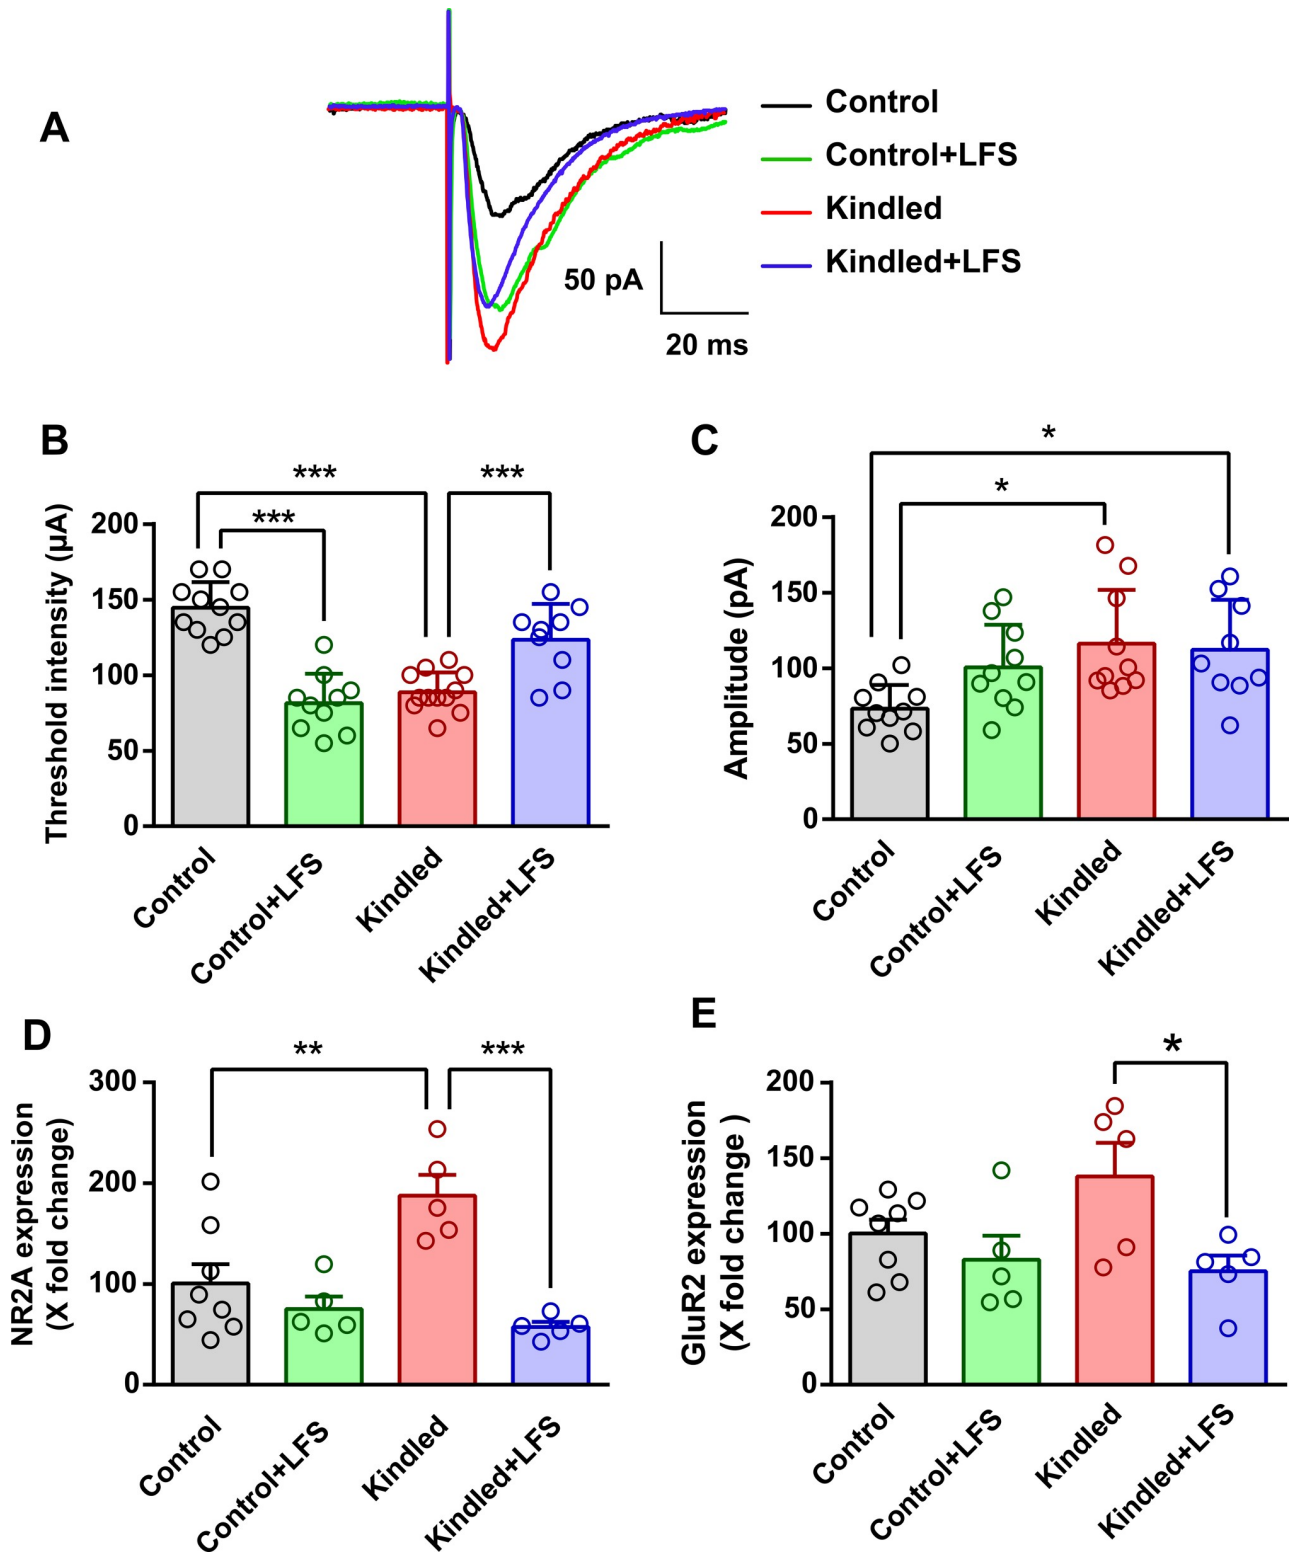 A
Control
Control+LFS
Kindled
Kindled+LFS
50 pA
20 ms
B
Threshold intensity (µA)
***
***
***
200
150
100
50
0
Control
Control+LFS
Kindled
Kindled+LFS
C
Amplitude (pA)
*
*
200
150
100
50
0
Control
Control+LFS
Kindled
Kindled+LFS
D
NR2A expression
(X fold change)
**
***
300
200
100
0
Control
Control+LFS
Kindled
Kindled+LFS
E
GluR2 expression
(X fold change )
*
200
150
100
50
0
Control
Control+LFS
Kindled
Kindled+LFS